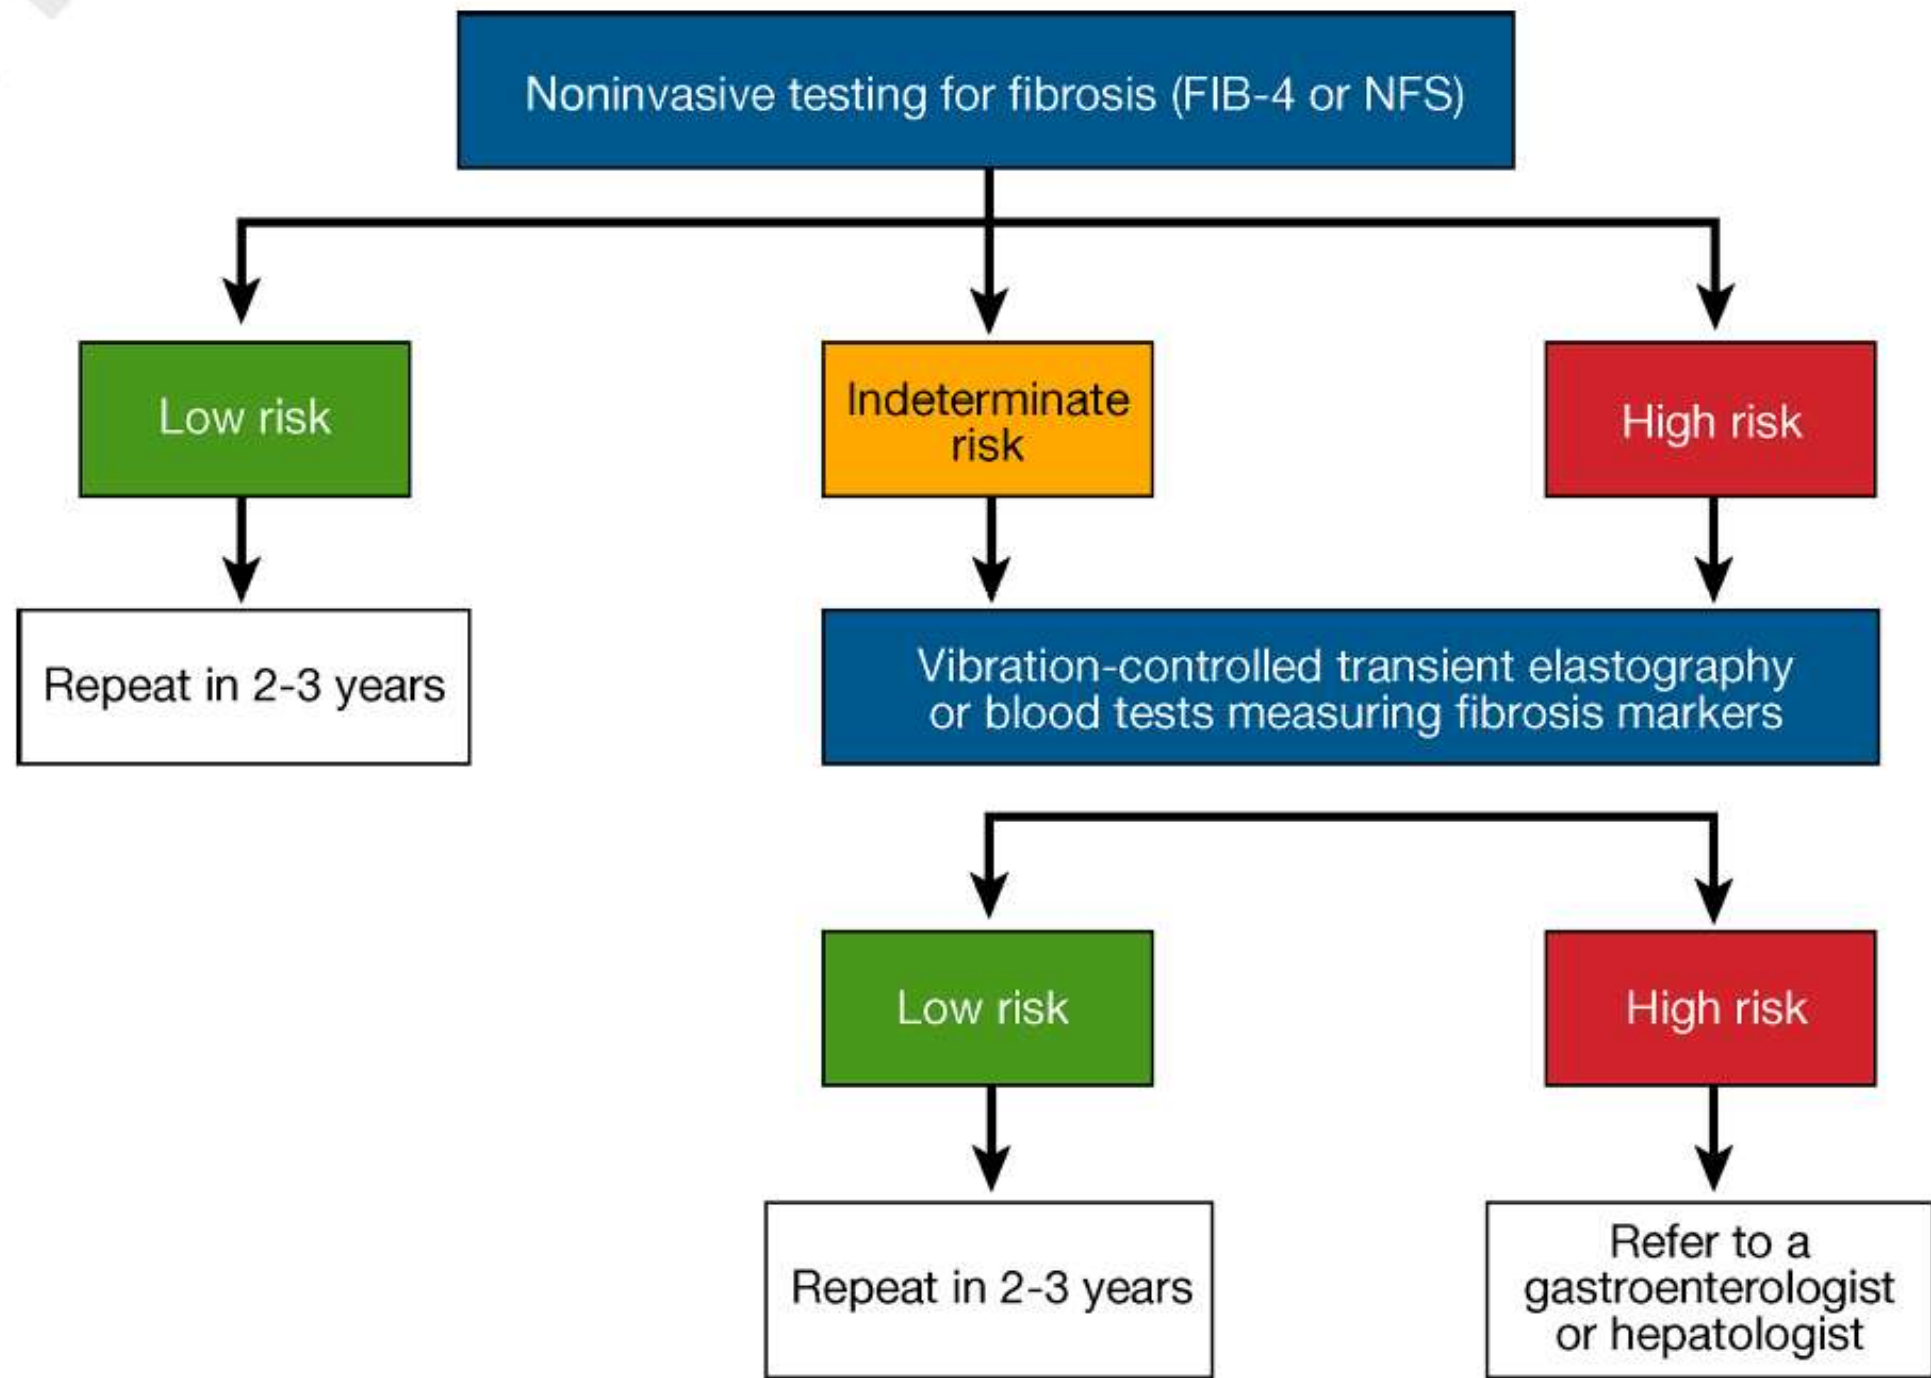 Noninvasive testing for fibrosis (FIB-4 or NFS)
Low risk
Indeterminate
risk
High risk
Repeat in 2-3 years
Vibration-controlled transient elastography
or blood tests measuring fibrosis markers
Low risk
High risk
Repeat in 2-3 years
Refer to a
gastroenterologist
or hepatologist